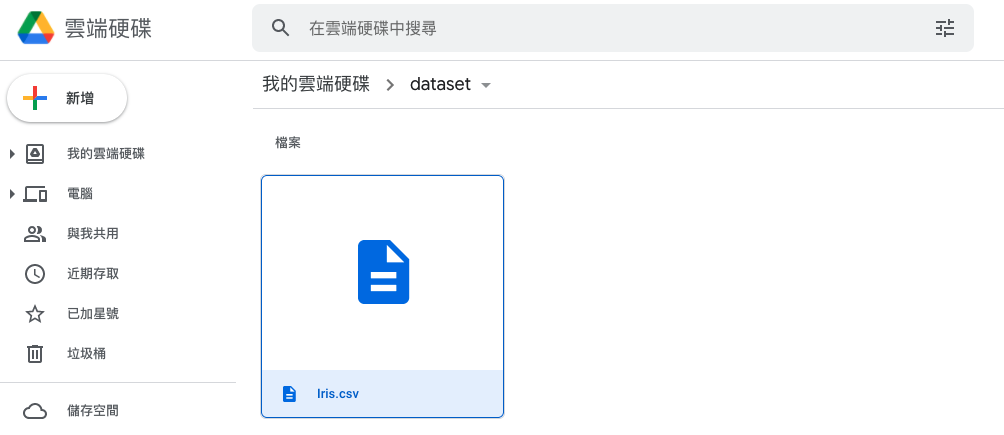 雲端硬碟
在雲端硬碟中搜尋
新增
我的雲端硬碟
電腦
與我共用
近期存取
已加星號
垃圾桶
儲存空間
我的雲端硬碟 > dataset
檔案
Iris.csv